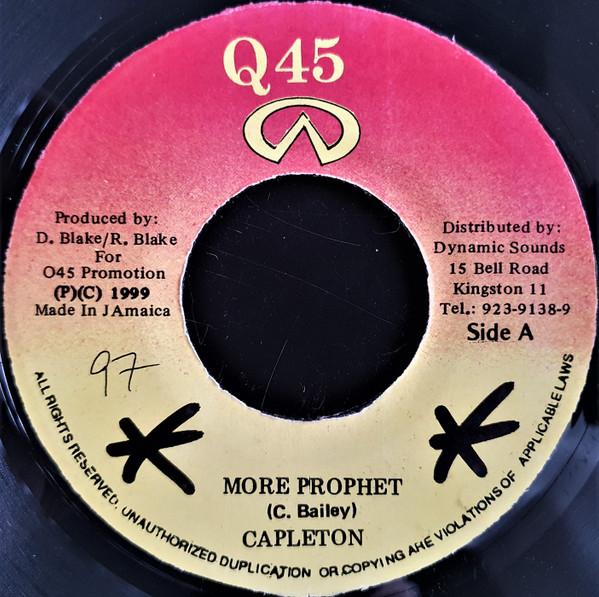 Q45
Produced by:
D. Blake/R. Blake
For
O45 Promotion
(P)(C) 1999
Made In JAmaica
Distributed by:
Dynamic Sounds
15 Bell Road
Kingston 11
Tel.: 923-9138-9
Side A
97
MORE PROPHET
(C. Bailey)
CAPLETON
ALL RIGHTS RESERVED. UNAUTHORIZED DUPLICATION OR COPYING ARE VIOLATIONS OF APPLICABLE LAWS